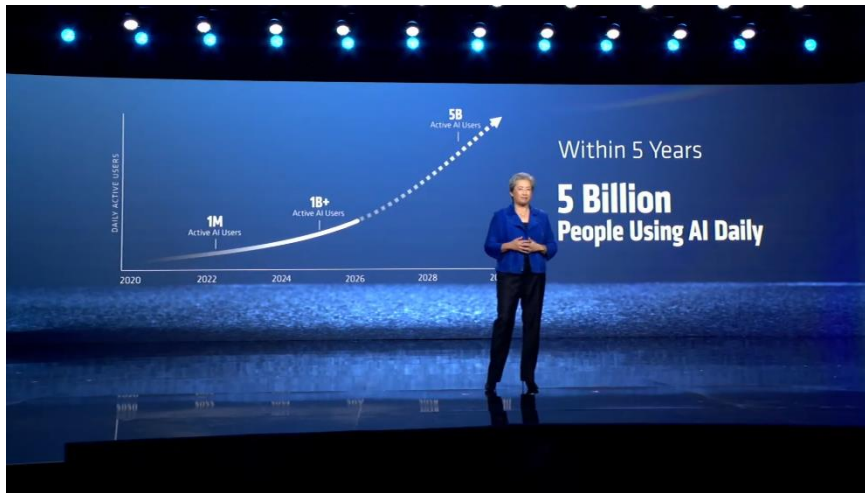 5B
Active AI Users
1B+
Active AI Users
1M
Active AI Users
DAILY ACTIVE USERS
2020
2022
2024
2026
2028
Within 5 Years
5 Billion
People Using AI Daily